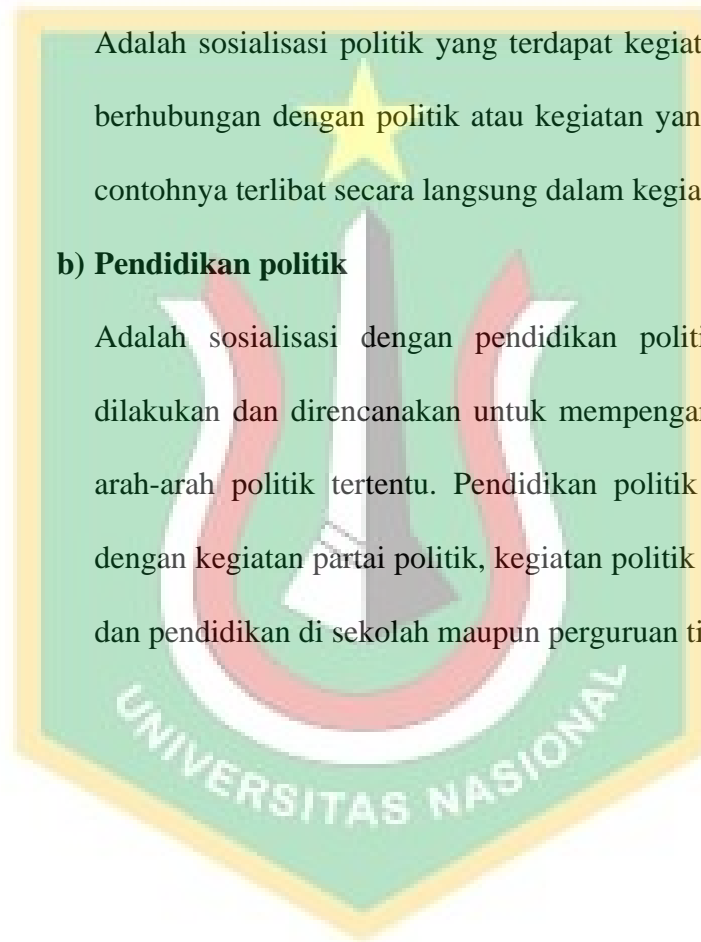 Adalah sosialisasi politik yang terdapat kegiat
berhubungan dengan politik atau kegiatan yan
contohnya terlibat secara langsung dalam kegia
b) Pendidikan politik
Adalah sosialisasi dengan pendidikan politi
dilakukan dan direncanakan untuk mempengar
arah-arah politik tertentu. Pendidikan politik
dengan kegiatan partai politik, kegiatan politik
dan pendidikan di sekolah maupun perguruan ti
UNIVERSITAS NASIONAL